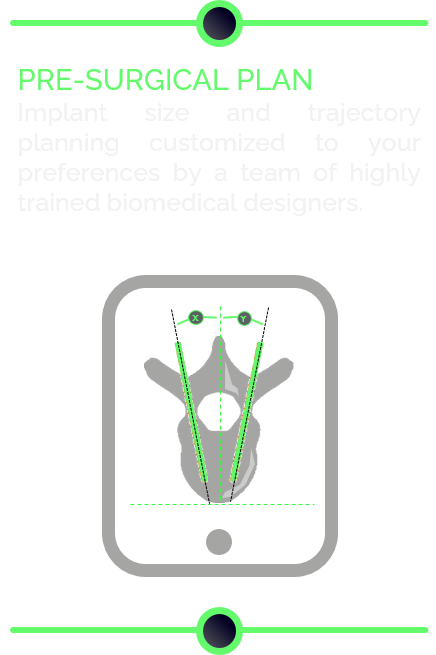 PRE-SURGICAL PLAN
Implant size and trajectory
planning customized to your
preferences by a team of highly
trained biomedical designers.
X Y